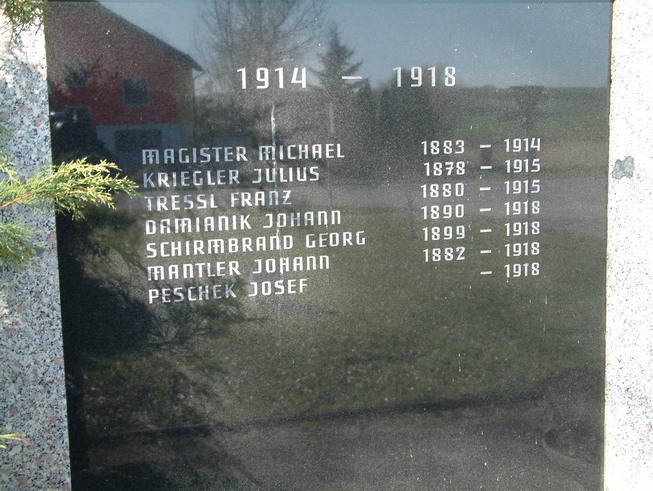 1914 – 1918
MAGISTER MICHAEL 1883 – 1914
KRIEGLER JULIUS 1878 – 1915
TRESSL FRANZ 1880 – 1915
DAMIANIK JOHANN 1890 – 1918
SCHIRMBRAND GEORG 1899 – 1918
MANTLER JOHANN 1882 – 1918
PESCHEK JOSEF – 1918